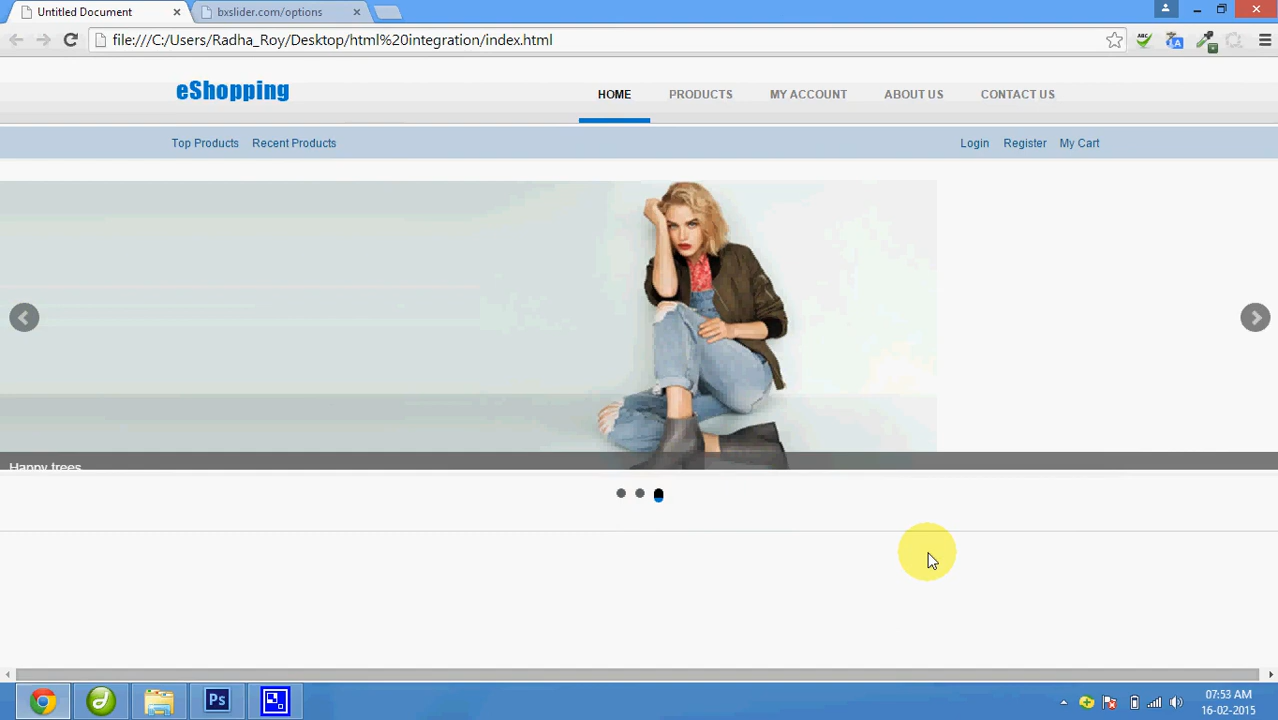 Untitled Document
bxslider.com/options
file:///C:/Users/Radha_Roy/Desktop/html%20integration/index.html
ABC
A
eShopping
HOME PRODUCTS MY ACCOUNT ABOUT US CONTACT US
Top Products Recent Products
Login Register My Cart
Happy trees
Ps
07:53 AM
16-02-2015